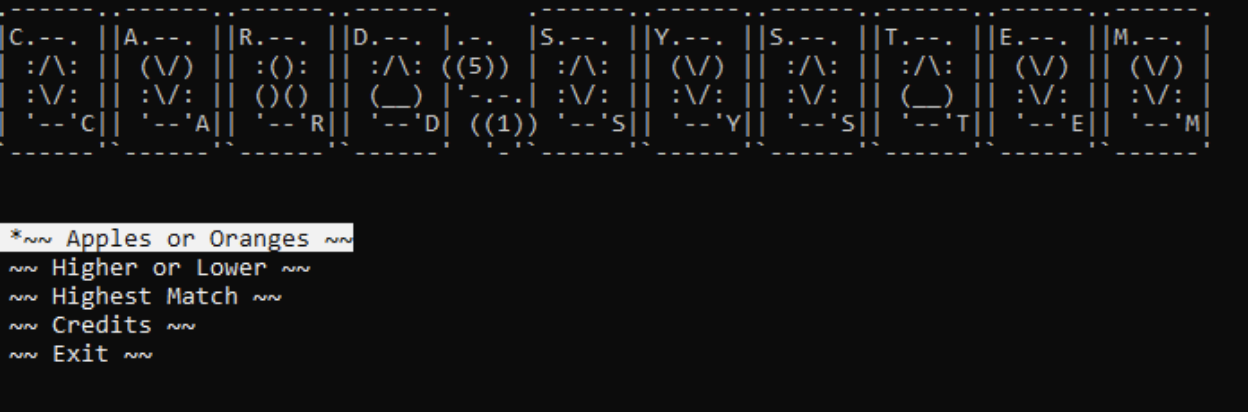 .------..------..------..------.     .------..------..------..------..------..------.
|C.--. ||A.--. ||R.--. ||D.--. |.-.  |S.--. ||Y.--. ||S.--. ||T.--. ||E.--. ||M.--. |
| :/\: || (\/) || :(): || :/\: ((5)) | :/\: || (\/) || :/\: || :/\: || (\/) || (\/) |
| :\/: || :\/: || ()() || (__) |'-.-.| :\/: || :\/: || :\/: || (__) || :\/: || :\/: |
| '--'C|| '--'A|| '--'R|| '--'D| ((1)) '--'S|| '--'Y|| '--'S|| '--'T|| '--'E|| '--'M|
`------'`------'`------'`------'  '-'`------'`------'`------'`------'`------'`------'
*~~ Apples or Oranges ~~
~~ Higher or Lower ~~
~~ Highest Match ~~
~~ Credits ~~
~~ Exit ~~